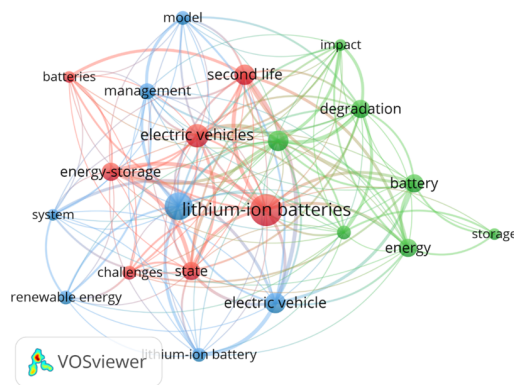 model
impact
batteries
second life
management
degradation
electric vehicles
energy-storage
battery
lithium-ion batteries
system
storage
energy
challenges
state
renewable energy
electric vehicle
lithium-ion battery
VOSviewer